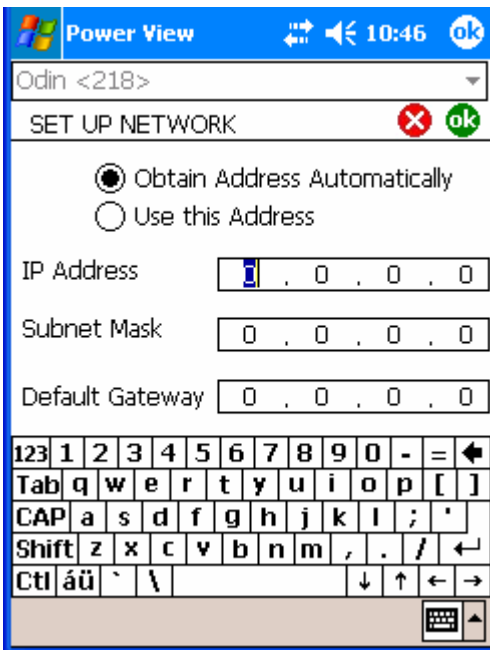 Power View 10:46 ok
Odin <218>
SET UP NETWORK ok
Obtain Address Automatically
Use this Address
IP Address 0 . 0 . 0 . 0
Subnet Mask 0 . 0 . 0 . 0
Default Gateway 0 . 0 . 0 . 0
123 1 2 3 4 5 6 7 8 9 0 - = ←
Tab q w e r t y u i o p [ ]
CAP a s d f g h j k l ; '
Shift z x c v b n m , . / ↵
Ctl áü ` \ ↓ ↑ ← →